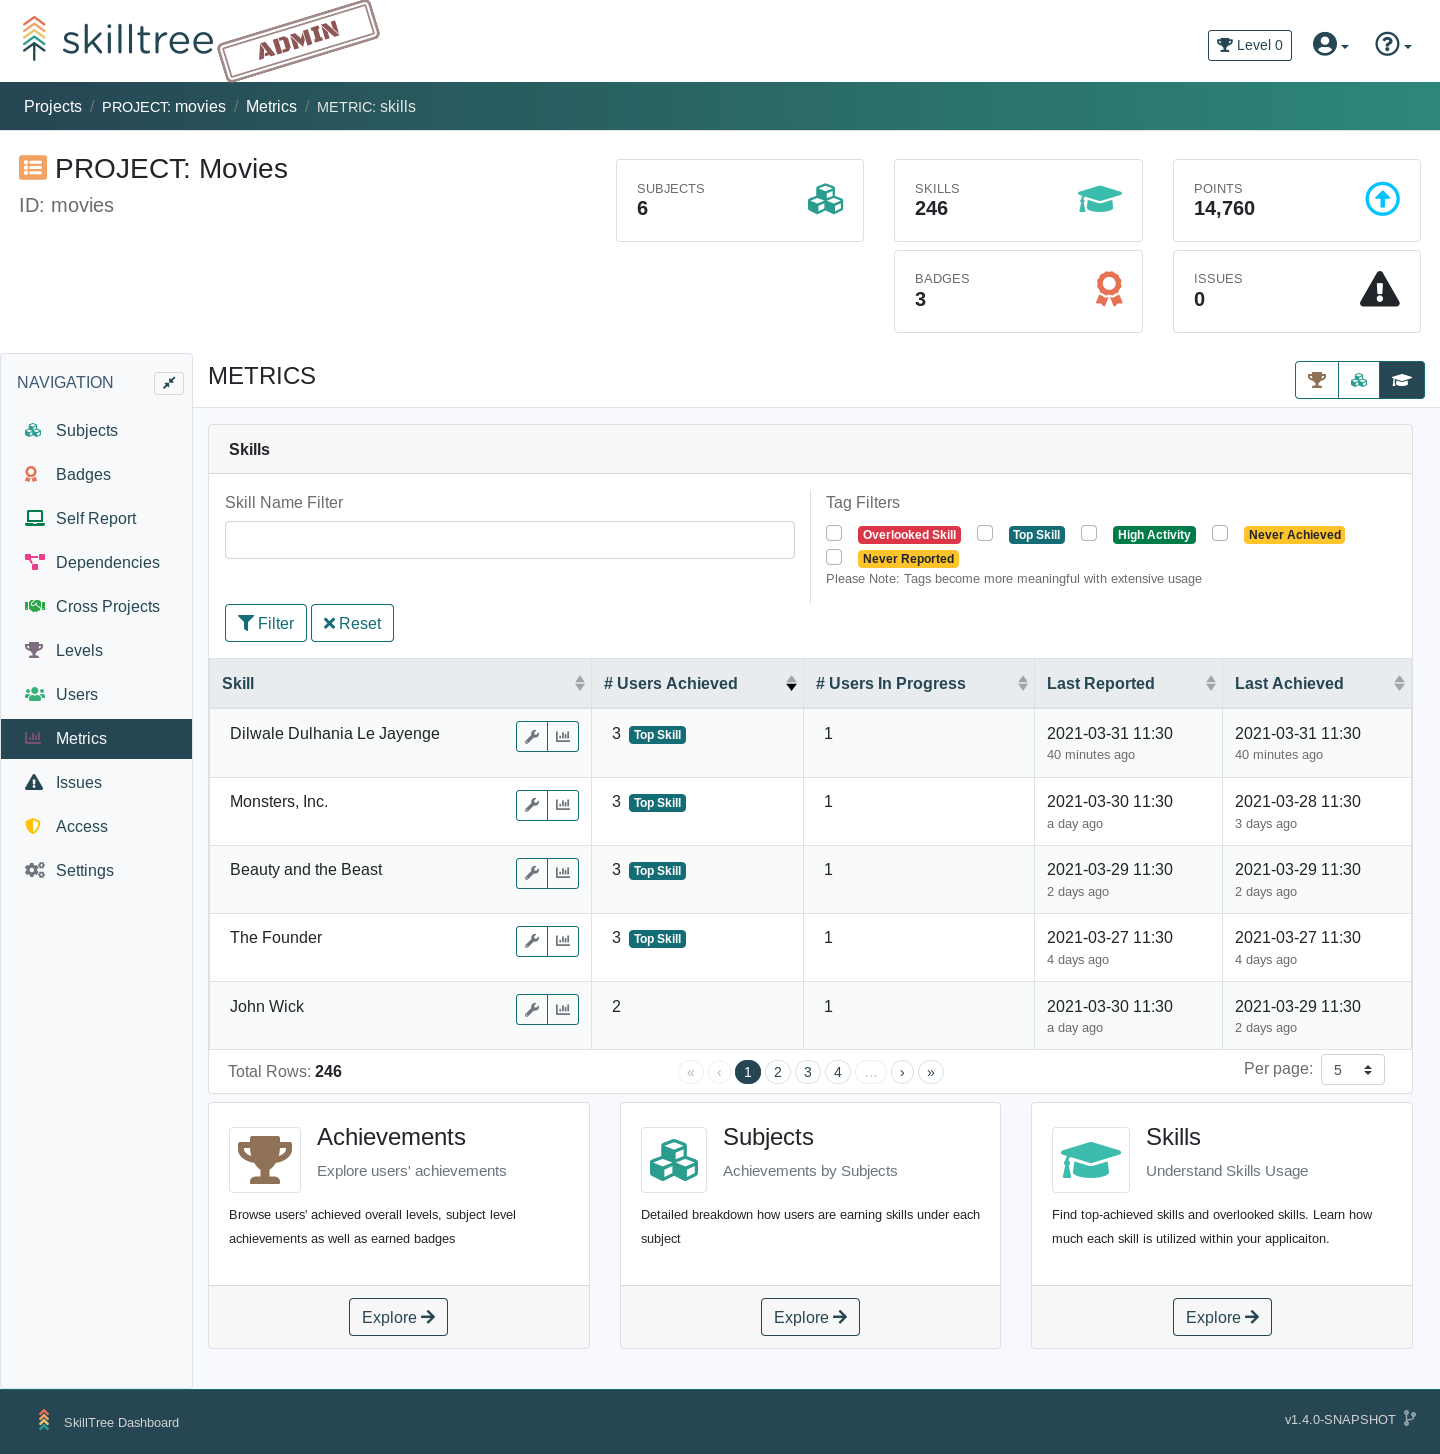 skilltree
ADMIN
Level 0
Projects / PROJECT: movies / Metrics / METRIC: skills
PROJECT: Movies
ID: movies
SUBJECTS
6
SKILLS
246
POINTS
14,760
BADGES
3
ISSUES
0
NAVIGATION
Subjects
Badges
Self Report
Dependencies
Cross Projects
Levels
Users
Metrics
Issues
Access
Settings
METRICS
Skills
Skill Name Filter
Tag Filters
Overlooked Skill Top Skill High Activity Never Achieved
Never Reported
Please Note: Tags become more meaningful with extensive usage
Filter Reset
Skill # Users Achieved # Users In Progress Last Reported Last Achieved
Dilwale Dulhania Le Jayenge 3 Top Skill 1 2021-03-31 11:30 2021-03-31 11:30
40 minutes ago 40 minutes ago
Monsters, Inc. 3 Top Skill 1 2021-03-30 11:30 2021-03-28 11:30
a day ago 3 days ago
Beauty and the Beast 3 Top Skill 1 2021-03-29 11:30 2021-03-29 11:30
2 days ago 2 days ago
The Founder 3 Top Skill 1 2021-03-27 11:30 2021-03-27 11:30
4 days ago 4 days ago
John Wick 2 1 2021-03-30 11:30 2021-03-29 11:30
a day ago 2 days ago
Total Rows: 246 « ‹ 1 2 3 4 … › » Per page: 5
Achievements
Explore users' achievements
Browse users' achieved overall levels, subject level
achievements as well as earned badges
Explore
Subjects
Achievements by Subjects
Detailed breakdown how users are earning skills under each
subject
Explore
Skills
Understand Skills Usage
Find top-achieved skills and overlooked skills. Learn how
much each skill is utilized within your applicaiton.
Explore
SkillTree Dashboard
v1.4.0-SNAPSHOT